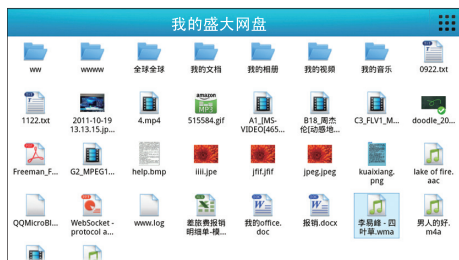 我的盛大网盘
ww
wwww
全球全球
我的文档
我的相册
我的视频
我的音乐
0922.txt
1122.txt
2011-10-19
13.13.15.jp...
4.mp4
515584.gif
A1_[MS-
VIDEO[465...
B18_周杰
伦[动感地...
C3_FLV1_M...
doodle_20...
Freeman_F...
G2_MPEG1...
help.bmp
iiii.jpe
jfif.jfif
jpeg.jpeg
kuaixiang.
png
lake of fire.
aac
QQMicroBl...
WebSocket -
protocol a...
www.log
差旅费报销
明细单-模...
我的office.
doc
报销.docx
李易峰 - 四
叶草.wma
男人的好.
m4a